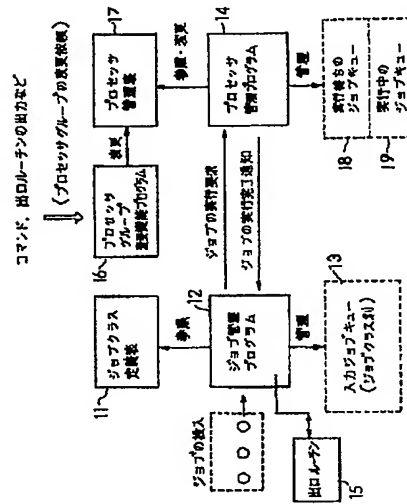 コマンド、出口ルーチンの出力など
(プロセッサグループの変更依頼)
17
プロセッサ
管理表
変更
16
プロセッサ
グループ
変更機能プログラム
参照・変更
14
プロセッサ
管理プログラム
管理
18
実行待ちの
ジョブキュー
19
実行中の
ジョブキュー
ジョブの実行要求
ジョブの実行完了通知
11
ジョブクラス
定義表
参照
12
ジョブ管理
プログラム
管理
13
入力ジョブキュー
(ジョブクラス別)
ジョブの投入
出口ルーチン
15